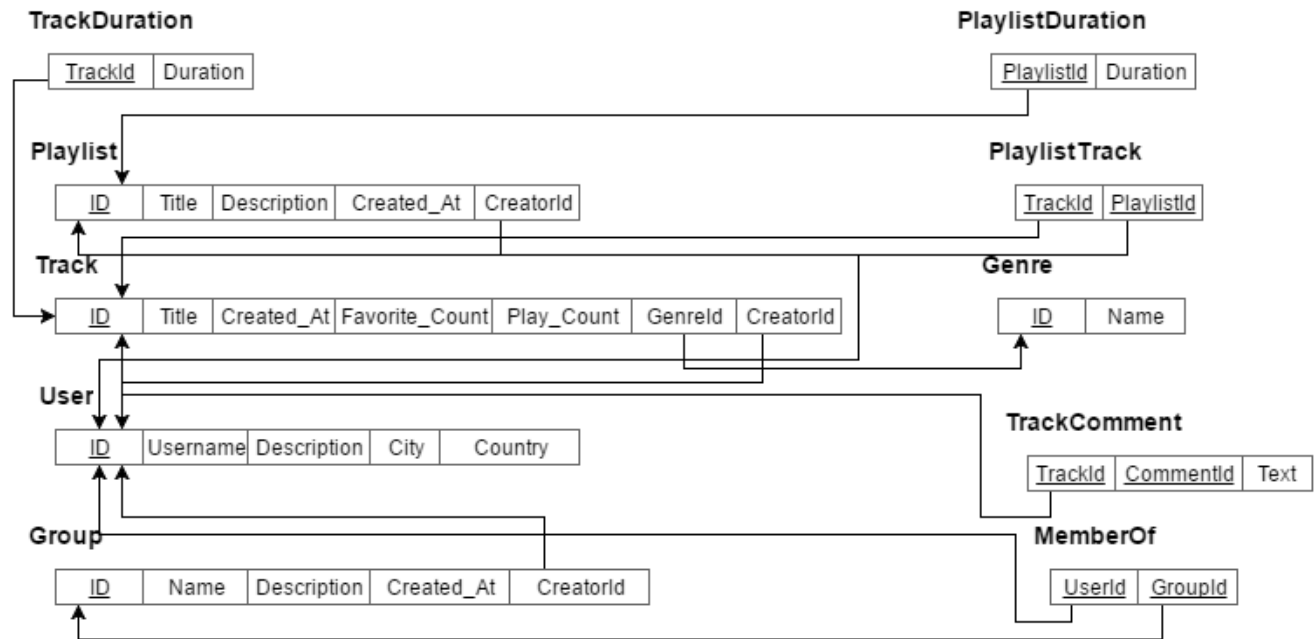 TrackDuration
PlaylistDuration
TrackId Duration
PlaylistId Duration
Playlist
PlaylistTrack
ID Title Description Created_At CreatorId
TrackId PlaylistId
Track
Genre
ID Title Created_At Favorite_Count Play_Count GenreId CreatorId
ID Name
User
TrackComment
ID Username Description City Country
TrackId CommentId Text
Group
MemberOf
ID Name Description Created_At CreatorId
UserId GroupId